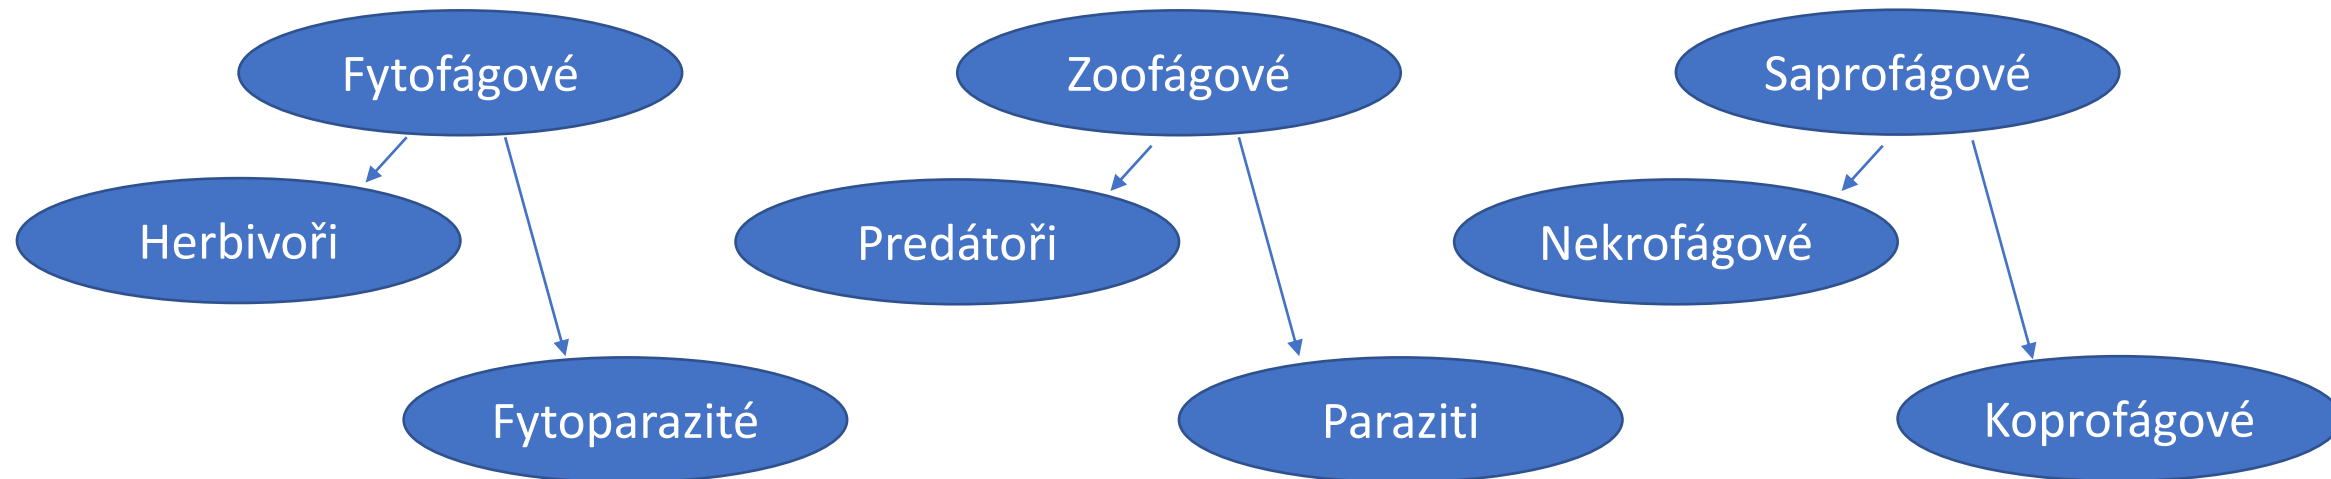 Fytofágové
Zoofágové
Saprofágové
Herbivoři
Predátoři
Nekrofágové
Fytoparazité
Paraziti
Koprofágové